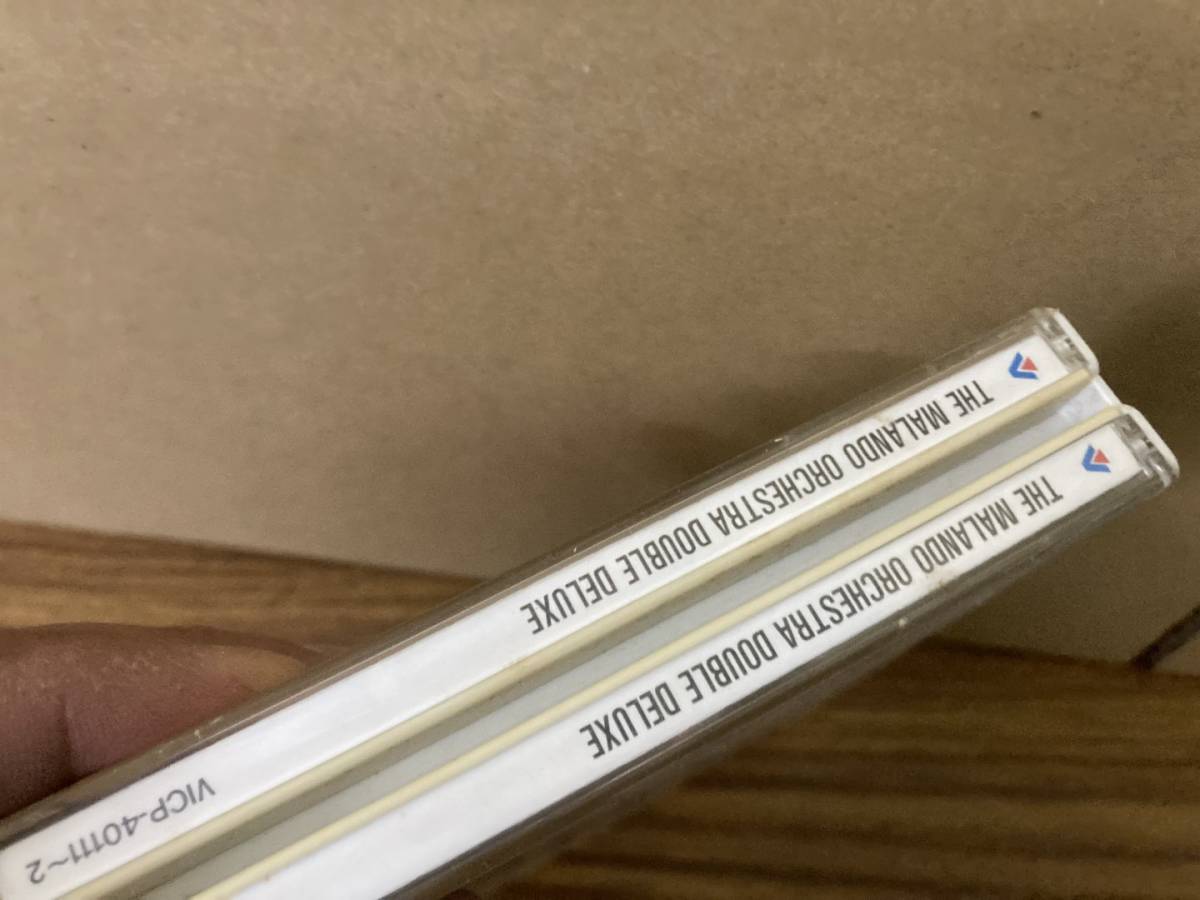 THE MALANDO ORCHESTRA DOUBLE DELUXE
VICP-40111~2
THE MALANDO ORCHESTRA DOUBLE DELUXE